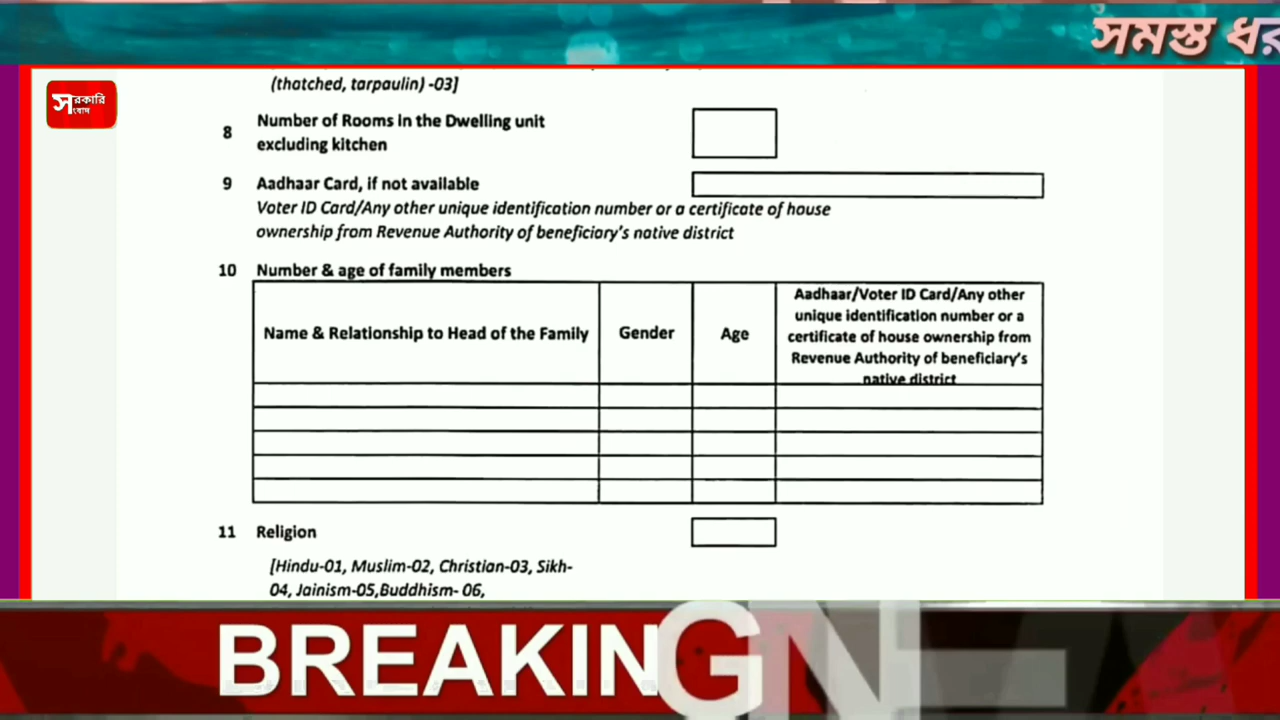 সমস্ত
সরকারি
সংবাদ
(thatched, tarpaulin) -03]
8 Number of Rooms in the Dwelling unit
excluding kitchen
9 Aadhaar Card, if not available
Voter ID Card/Any other unique identification number or a certificate of house
ownership from Revenue Authority of beneficiary's native district
10 Number & age of family members
Name & Relationship to Head of the Family
Gender
Age
Aadhaar/Voter ID Card/Any other
unique identification number or a
certificate of house ownership from
Revenue Authority of beneficiary's
native district
11 Religion
[Hindu-01, Muslim-02, Christian-03, Sikh-
04, Jainism-05,Buddhism- 06,
BREAKING